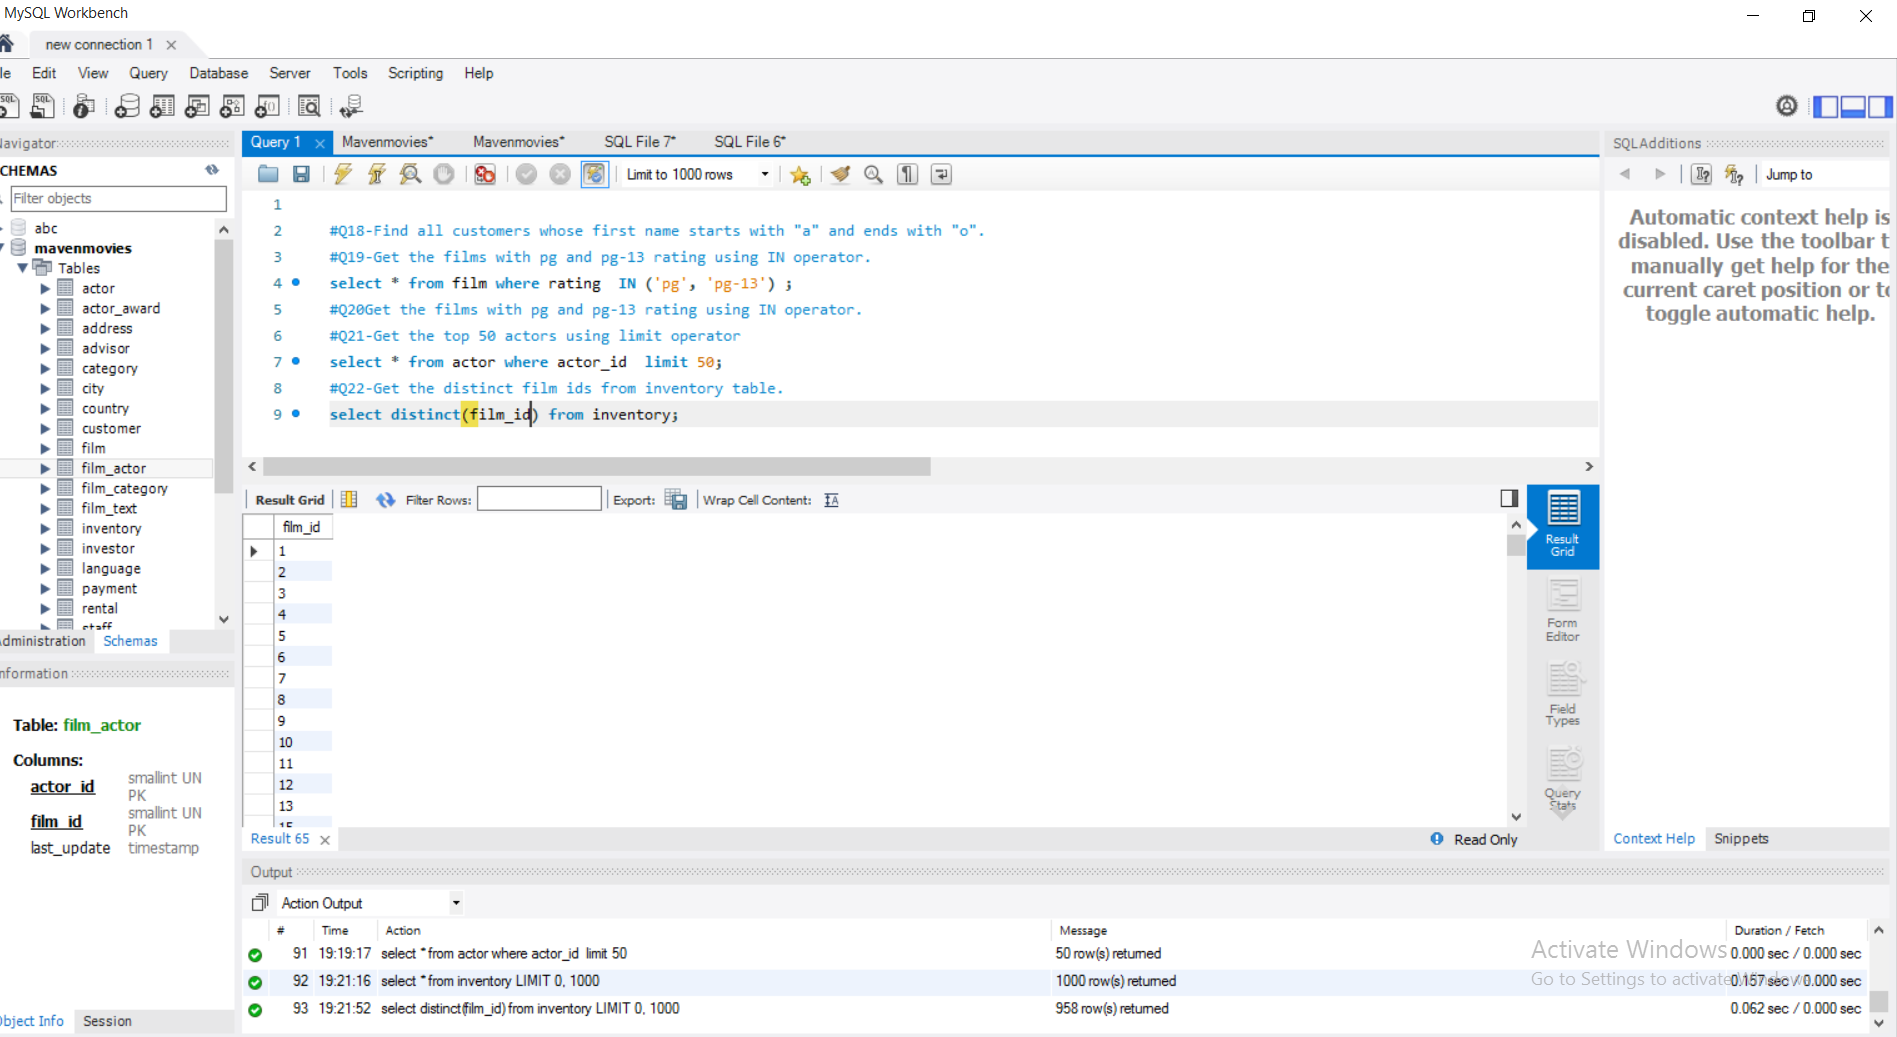 MySQL Workbench
new connection 1
le Edit View Query Database Server Tools Scripting Help
Navigator
Query 1 Mavenmovies* Mavenmovies* SQL File 7* SQL File 6*
SQLAdditions
CHEMAS
Limit to 1000 rows
Jump to
Filter objects
abc
mavenmovies
Tables
actor
actor_award
address
advisor
category
city
country
customer
film
film_actor
film_category
film_text
inventory
investor
language
payment
rental
staff
1
2 #Q18-Find all customers whose first name starts with "a" and ends with "o".
3 #Q19-Get the films with pg and pg-13 rating using IN operator.
4 select * from film where rating  IN ('pg', 'pg-13') ;
5 #Q20Get the films with pg and pg-13 rating using IN operator.
6 #Q21-Get the top 50 actors using limit operator
7 select * from actor where actor_id  limit 50;
8 #Q22-Get the distinct film ids from inventory table.
9 select distinct(film_id) from inventory;
Automatic context help is
disabled. Use the toolbar t
manually get help for the
current caret position or to
toggle automatic help.
Result Grid Filter Rows: Export: Wrap Cell Content:
film_id
1
2
3
4
5
6
7
8
9
10
11
12
13
15
Result
Grid
Form
Editor
Field
Types
Query
Stats
dministration Schemas
nformation
Table: film_actor
Columns:
actor_id smallint UN PK
film_id smallint UN PK
last_update timestamp
Object Info Session
Result 65
Read Only
Context Help Snippets
Output
Action Output
# Time Action Message Duration / Fetch
91 19:19:17 select * from actor where actor_id  limit 50 50 row(s) returned 0.000 sec / 0.000 sec
92 19:21:16 select * from inventory LIMIT 0, 1000 1000 row(s) returned 0.157 sec / 0.000 sec
93 19:21:52 select distinct(film_id) from inventory LIMIT 0, 1000 958 row(s) returned 0.062 sec / 0.000 sec
Activate Windows
Go to Settings to activate Windows.